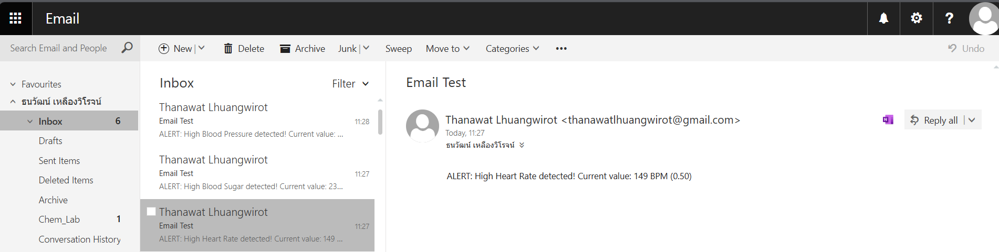 Email
Search Email and People
New
Delete
Archive
Junk
Sweep
Move to
Categories
•••
Undo
Favourites
ธนวัฒน์ เหลืองวิโรจน์
Inbox 6
Drafts
Sent Items
Deleted Items
Archive
Chem_Lab 1
Conversation History
Inbox
Filter
Thanawat Lhuangwirot
Email Test 11:28
ALERT: High Blood Pressure detected! Current value: ...
Thanawat Lhuangwirot
Email Test 11:27
ALERT: High Blood Sugar detected! Current value: 23...
Thanawat Lhuangwirot
Email Test 11:27
ALERT: High Heart Rate detected! Current value: 149 ...
Email Test
Thanawat Lhuangwirot <thanawatlhuangwirot@gmail.com>
Today, 11:27
ธนวัฒน์ เหลืองวิโรจน์
N
Reply all
ALERT: High Heart Rate detected! Current value: 149 BPM (0.50)